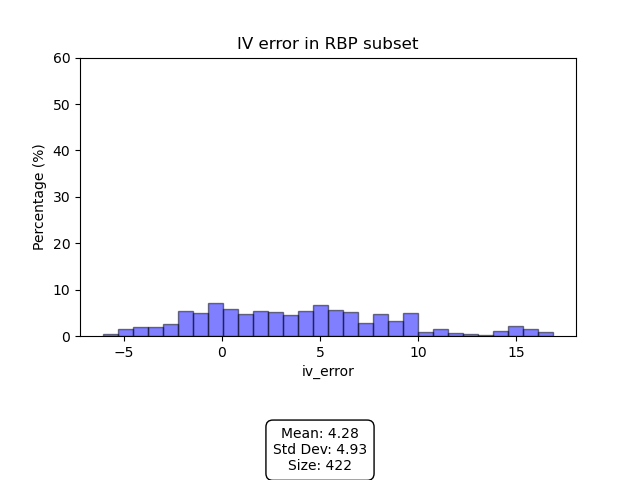 IV error in RBP subset
60
50
40
30
20
10
0
Percentage (%)
−5
0
5
10
15
iv_error
Mean: 4.28
Std Dev: 4.93
Size: 422